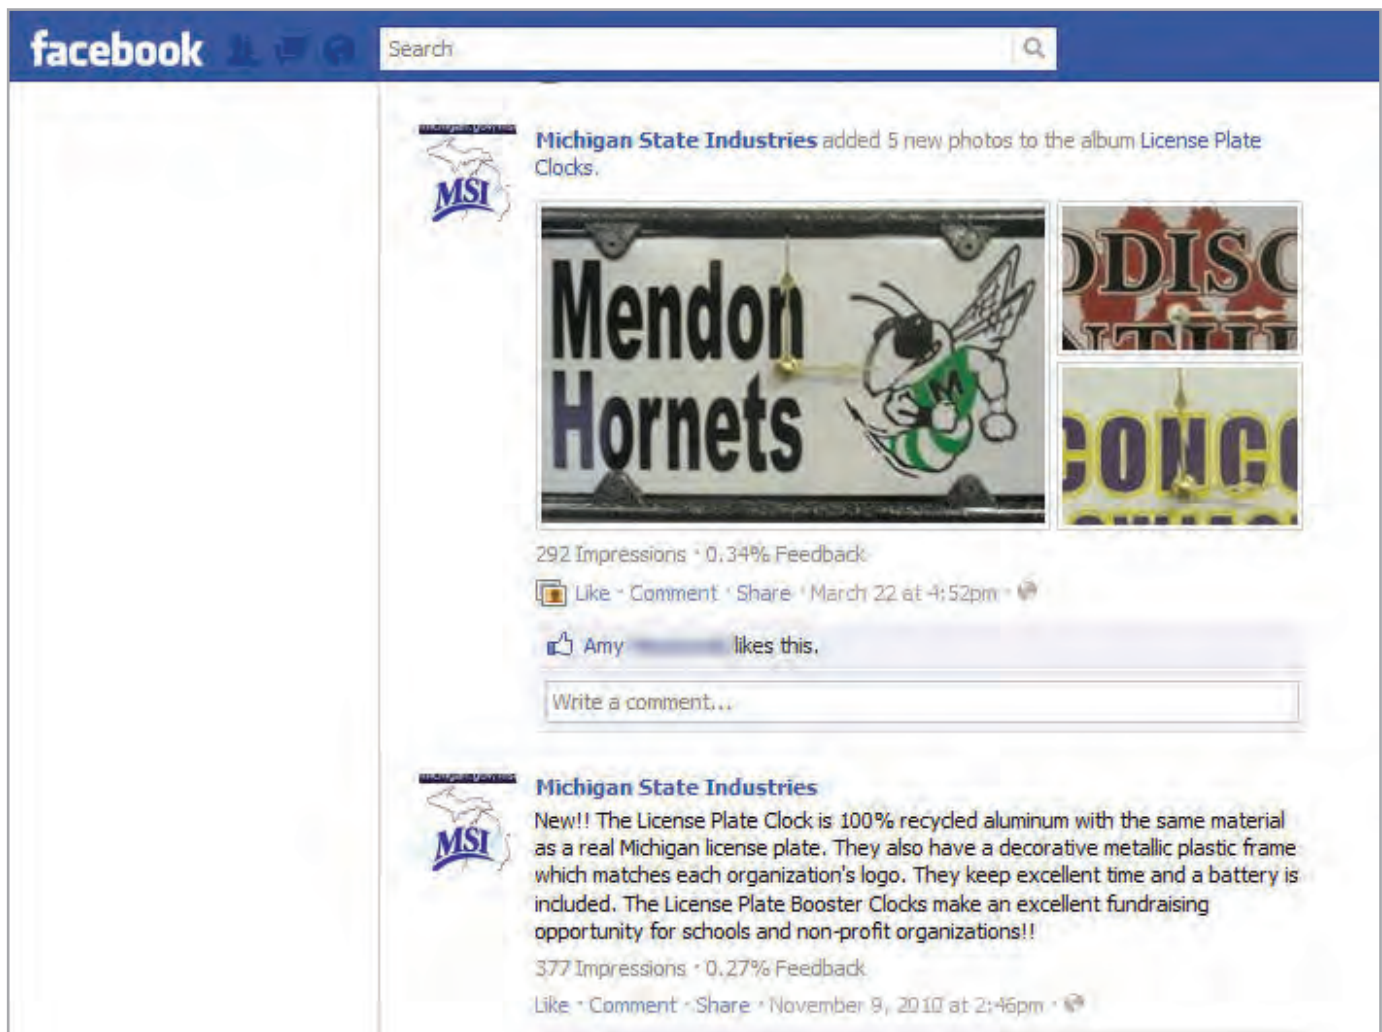 facebook Search
Michigan State Industries added 5 new photos to the album License Plate
Clocks.
MSI
Mendon
Hornets
M
292 Impressions · 0.34% Feedback
Like · Comment · Share · March 22 at 4:52pm ·
Amy likes this.
Write a comment...
Michigan State Industries
MSI
New!! The License Plate Clock is 100% recycled aluminum with the same material
as a real Michigan license plate. They also have a decorative metallic plastic frame
which matches each organization's logo. They keep excellent time and a battery is
included. The License Plate Booster Clocks make an excellent fundraising
opportunity for schools and non-profit organizations!!
377 Impressions · 0.27% Feedback
Like · Comment · Share · November 9, 2010 at 2:46pm ·